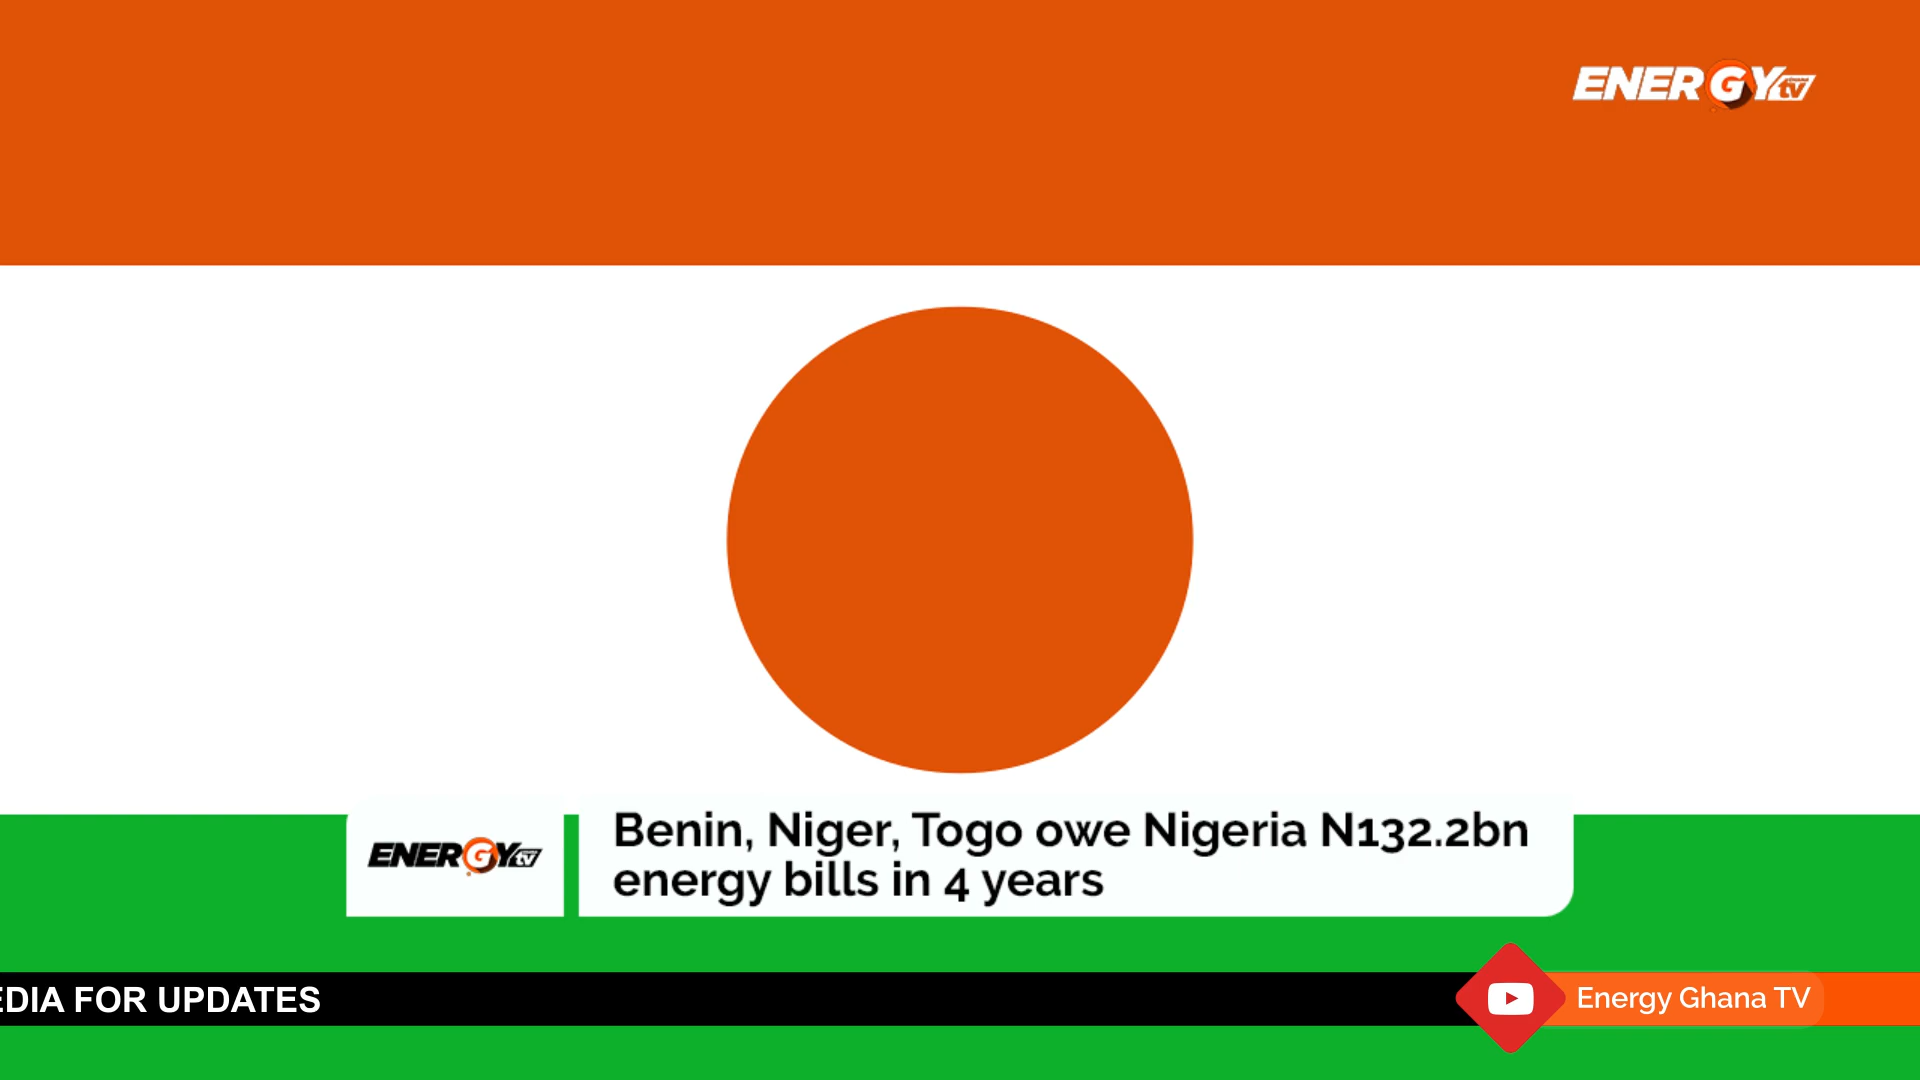 ENERGY tv
Benin, Niger, Togo owe Nigeria N132.2bn
energy bills in 4 years
ENERGY tv
EDIA FOR UPDATES
Energy Ghana TV